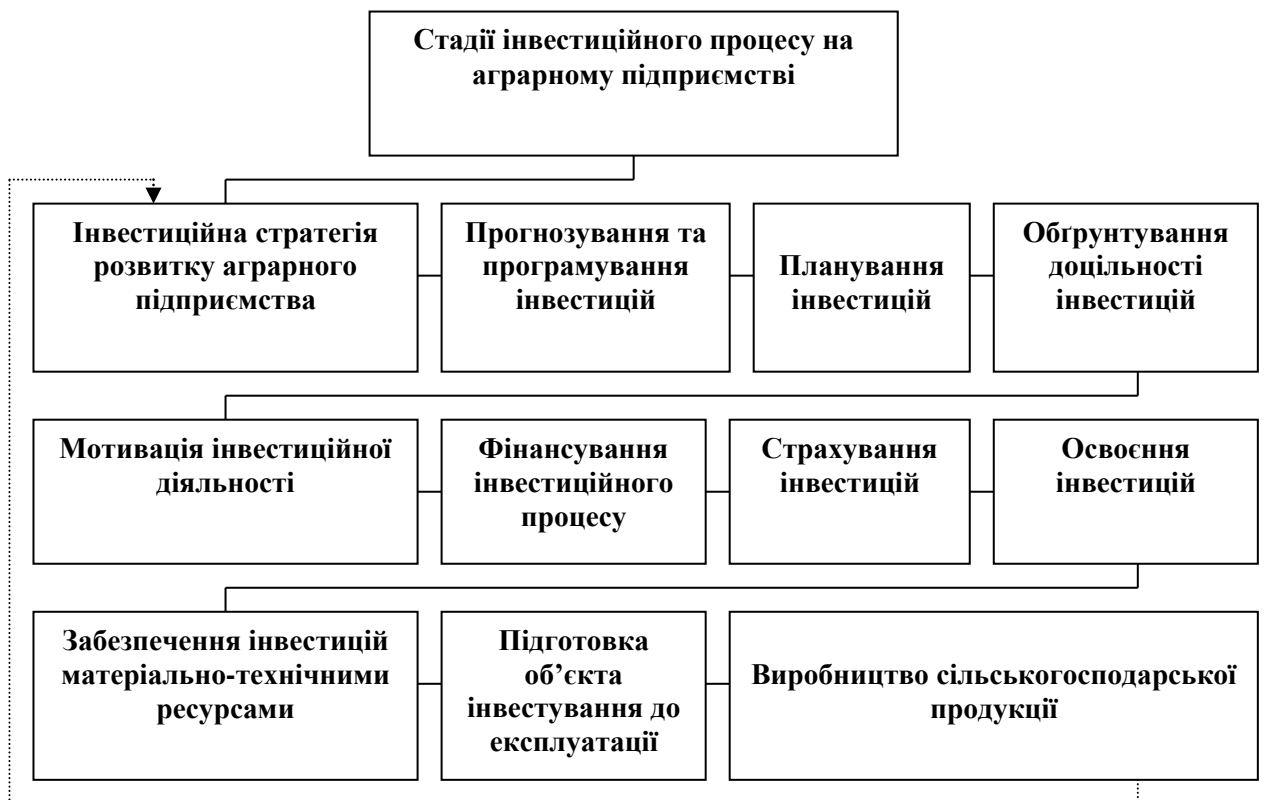 Стадії інвестиційного процесу на
аграрному підприємстві
Інвестиційна стратегія
розвитку аграрного
підприємства
Прогнозування та
програмування
інвестицій
Планування
інвестицій
Обґрунтування
доцільності
інвестицій
Мотивація інвестиційної
діяльності
Фінансування
інвестиційного
процесу
Страхування
інвестицій
Освоєння
інвестицій
Забезпечення інвестицій
матеріально-технічними
ресурсами
Підготовка
об’єкта
інвестування до
експлуатації
Виробництво сільськогосподарської
продукції